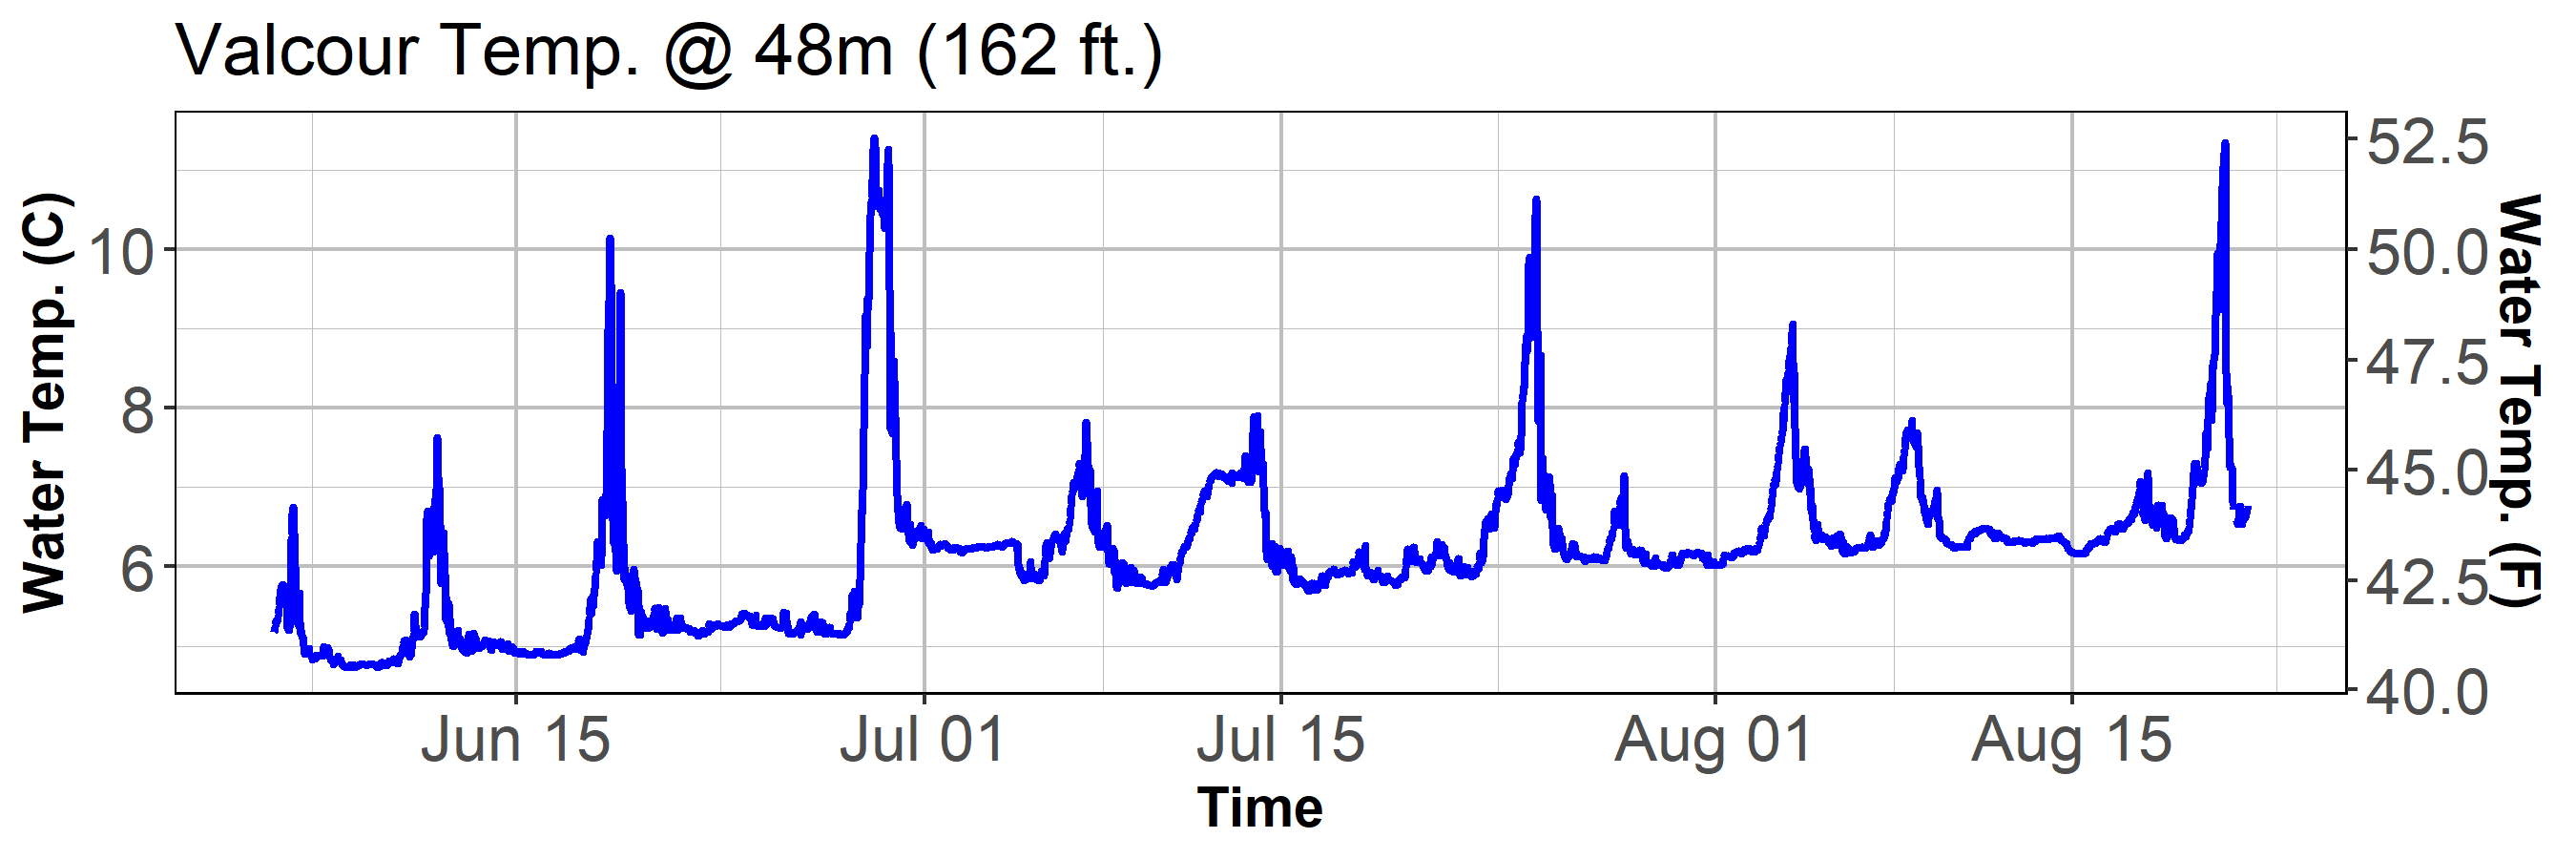 Valcour Temp. @ 48m (162 ft.)
Water Temp. (C)
10
8
6
52.5
50.0
47.5
45.0
42.5
40.0
Water Temp. (F)
Jun 15 Jul 01 Jul 15 Aug 01 Aug 15
Time